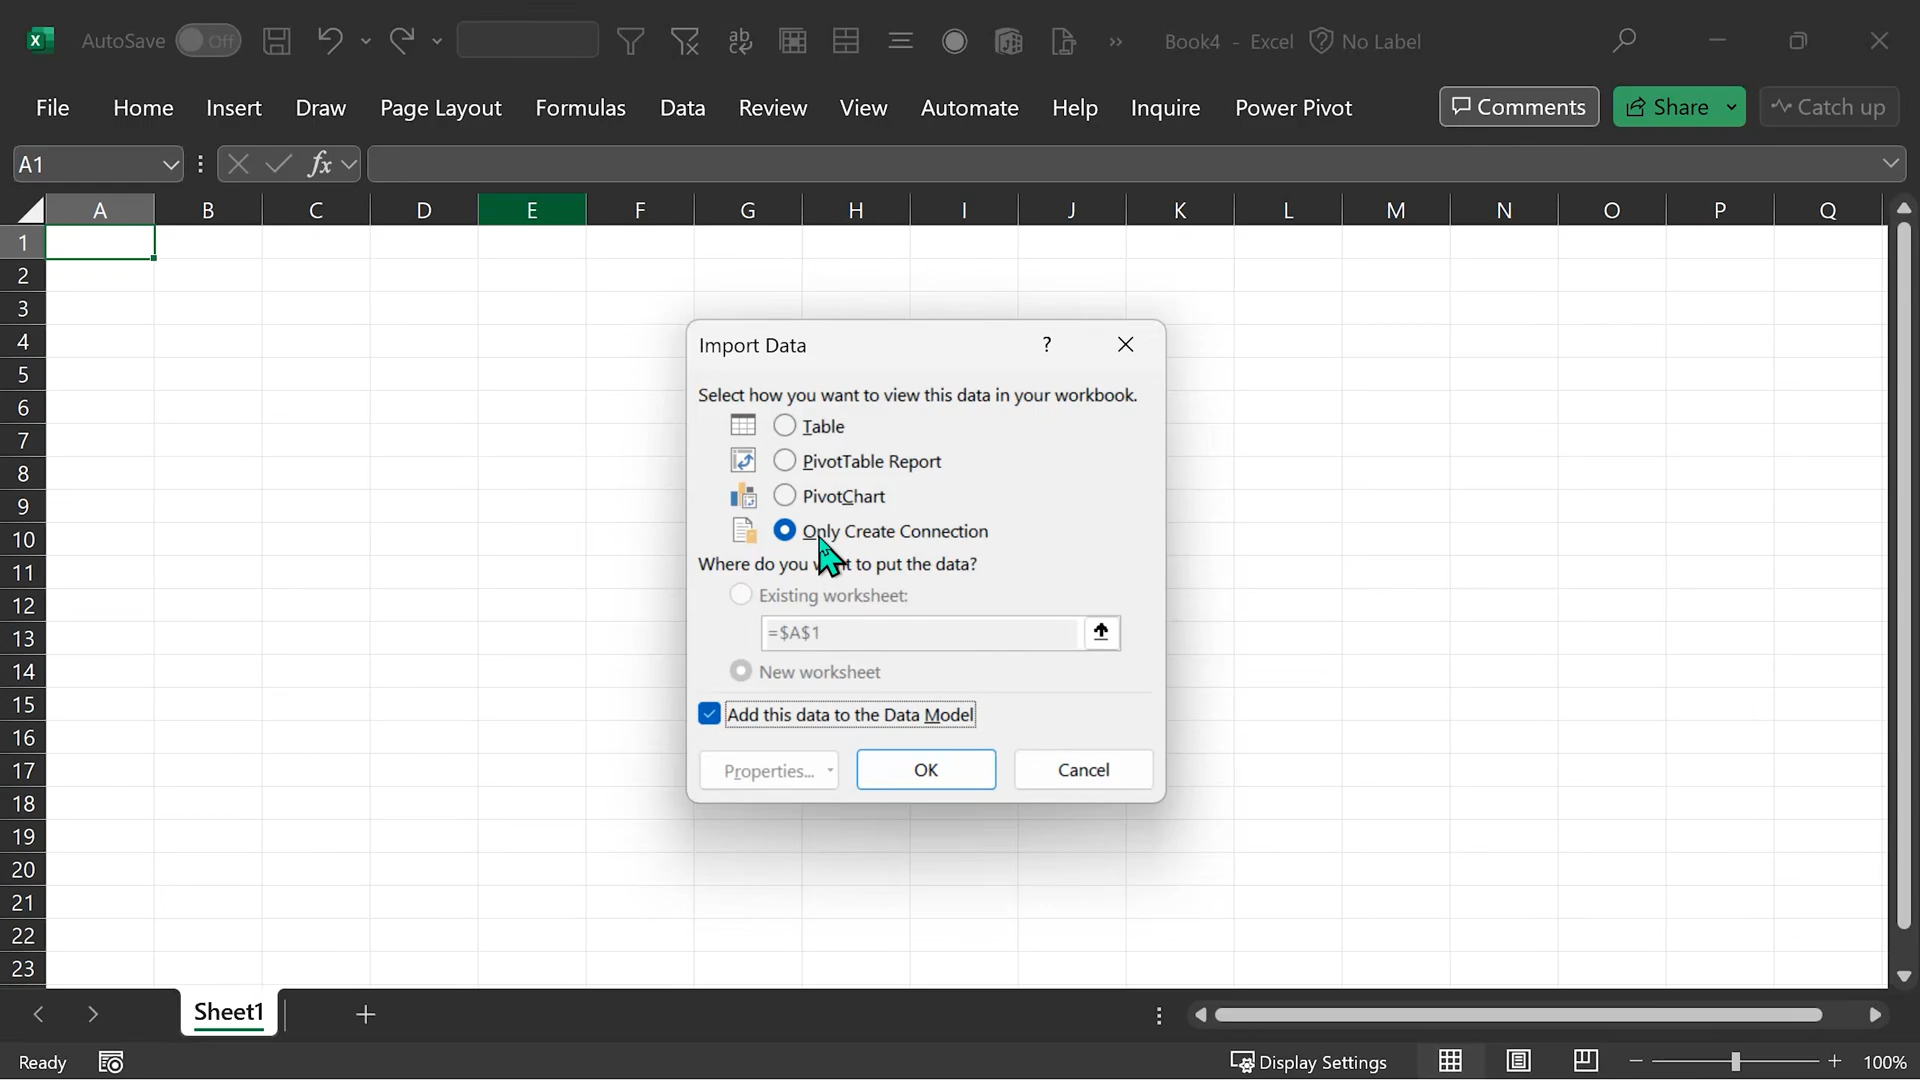 AutoSave Off Book4 - Excel No Label
File Home Insert Draw Page Layout Formulas Data Review View Automate Help Inquire Power Pivot Comments Share Catch up
A1 fx
A B C D E F G H I J K L M N O P Q
1
2
3
4
5
6
7
8
9
10
11
12
13
14
15
16
17
18
19
20
21
22
23
Import Data ?
Select how you want to view this data in your workbook.
Table
PivotTable Report
PivotChart
Only Create Connection
Where do you want to put the data?
Existing worksheet:
=$A$1
New worksheet
Add this data to the Data Model
Properties... OK Cancel
Sheet1
Ready Display Settings 100%